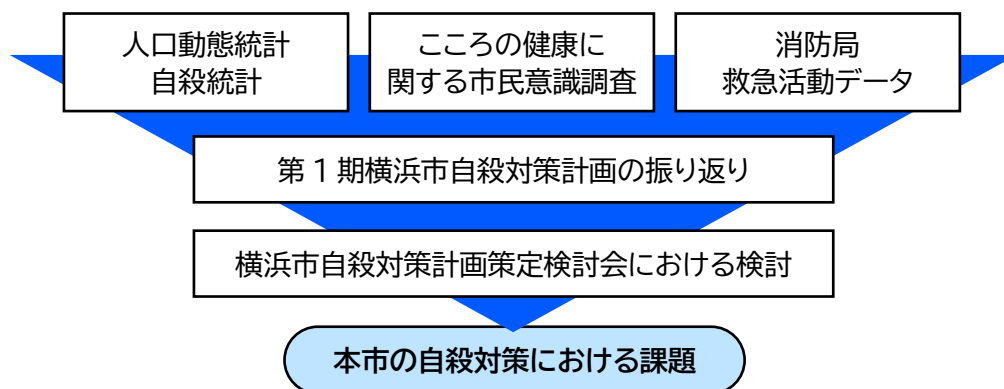 人口動態統計
自殺統計
こころの健康に
関する市民意識調査
消防局
救急活動データ
第１期横浜市自殺対策計画の振り返り
横浜市自殺対策計画策定検討会における検討
本市の自殺対策における課題